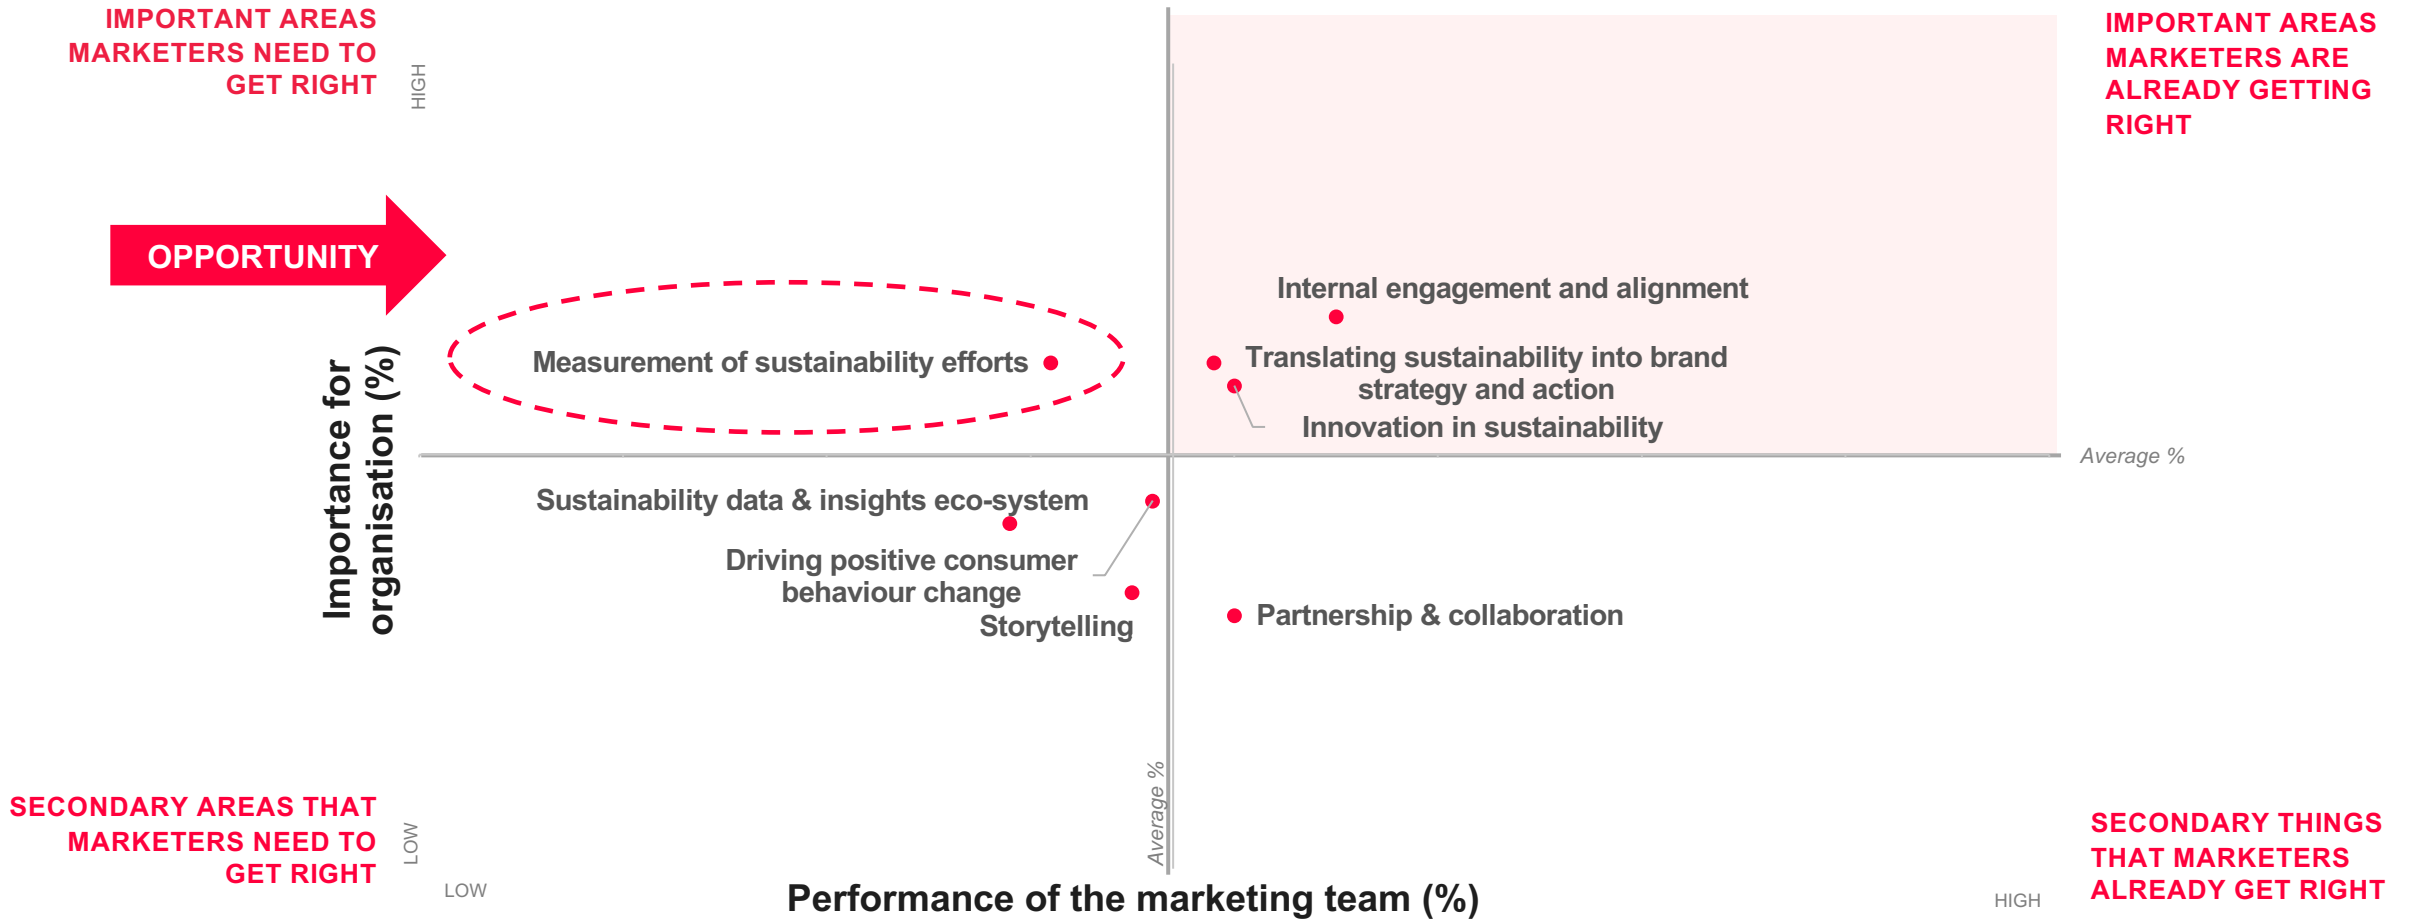 IMPORTANT AREAS
MARKETERS NEED TO
GET RIGHT
HIGH
IMPORTANT AREAS
MARKETERS ARE
ALREADY GETTING
RIGHT
OPPORTUNITY
Internal engagement and alignment
Measurement of sustainability efforts
Translating sustainability into brand
strategy and action
Innovation in sustainability
Importance for
organisation (%)
Average %
Sustainability data & insights eco-system
Driving positive consumer
behaviour change
Storytelling
Partnership & collaboration
Average %
SECONDARY AREAS THAT
MARKETERS NEED TO
GET RIGHT
LOW
LOW
Performance of the marketing team (%)
HIGH
SECONDARY THINGS
THAT MARKETERS
ALREADY GET RIGHT